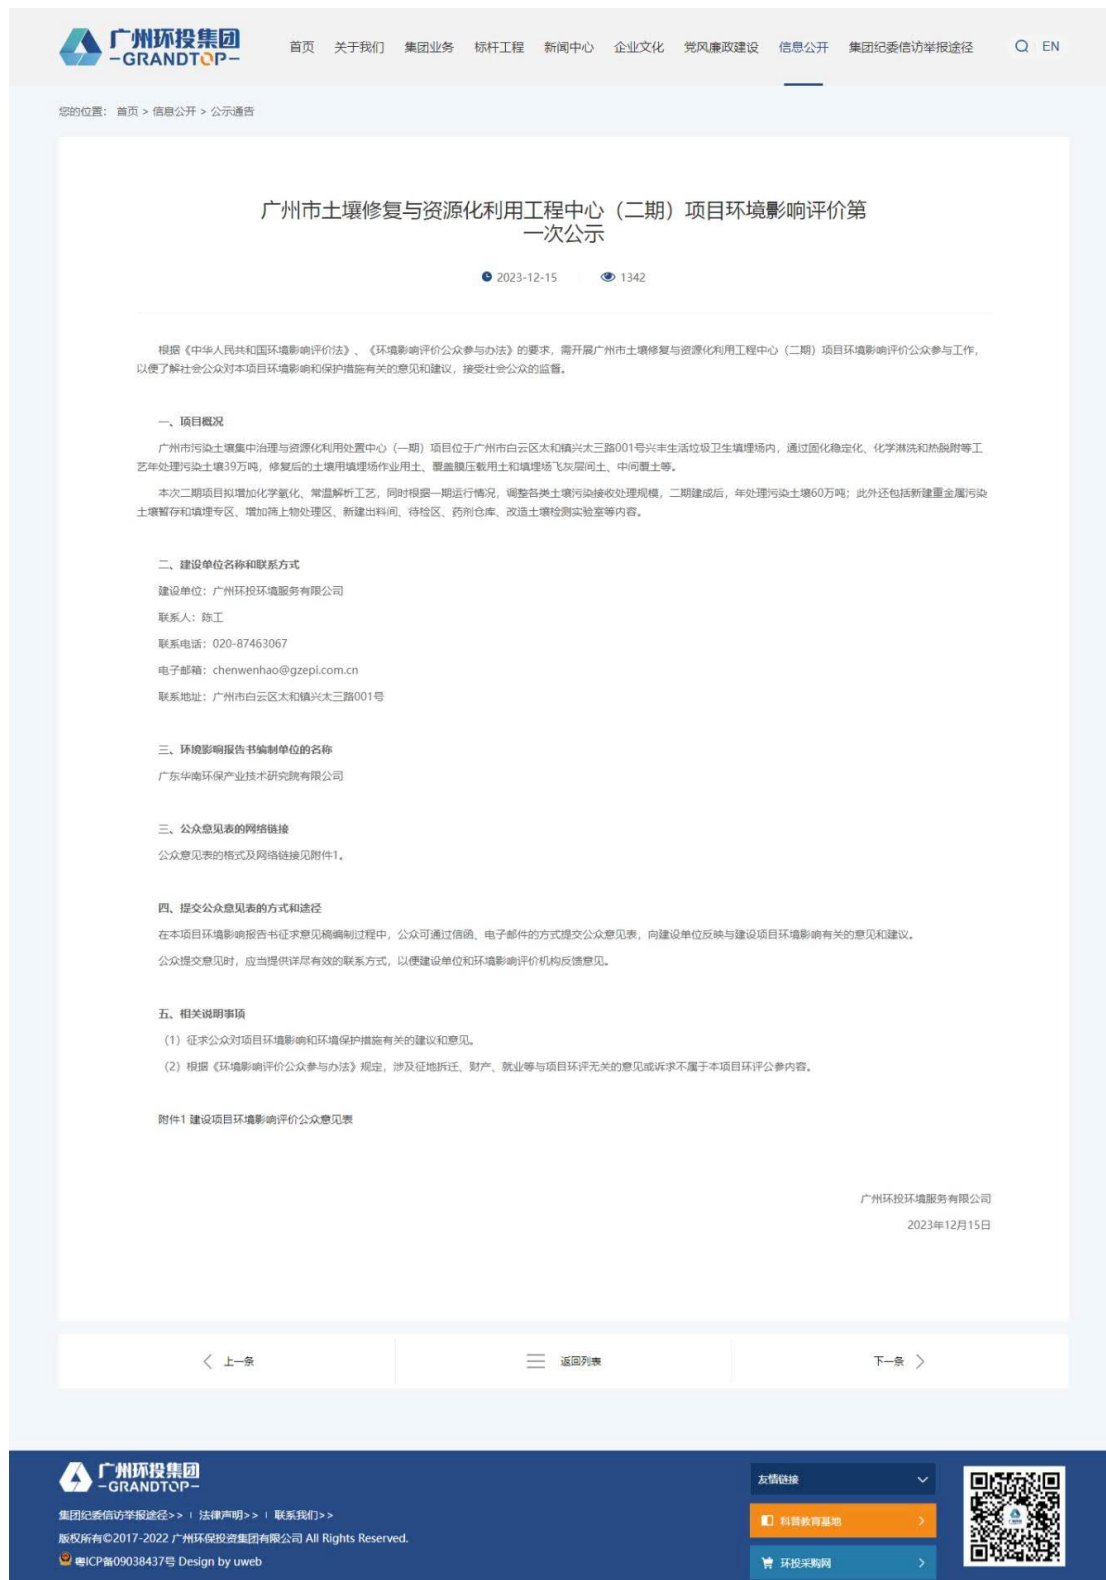 广州环投集团
-GRANDTOP-
首页 关于我们 集团业务 标杆工程 新闻中心 企业文化 党风廉政建设 信息公开 集团纪委信访举报途径 EN
您的位置： 首页 > 信息公开 > 公示通告
广州市土壤修复与资源化利用工程中心（二期）项目环境影响评价第
一次公示
2023-12-15 1342
根据《中华人民共和国环境影响评价法》、《环境影响评价公众参与办法》的要求，需开展广州市土壤修复与资源化利用工程中心（二期）项目环境影响评价公众参与工作，
以便了解社会公众对本项目环境影响和保护措施有关的意见和建议，接受社会公众的监督。
一、项目概况
广州市污染土壤集中治理与资源化利用处置中心（一期）项目位于广州市白云区太和镇兴太三路001号兴丰生活垃圾卫生填埋场内，通过固化稳定化、化学淋洗和热脱附等工
艺年处理污染土壤39万吨，修复后的土壤用填埋场作业用土、覆盖膜压载用土和填埋场飞灰层间土、中间覆土等。
本次二期项目拟增加化学氧化、常温解析工艺，同时根据一期运行情况，调整各类土壤污染接收处理规模，二期建成后，年处理污染土壤60万吨；此外还包括新建重金属污染
土壤暂存和填埋专区、增加筛上物处理区、新建出料间、待检区、药剂仓库、改造土壤检测实验室等内容。
二、建设单位名称和联系方式
建设单位：广州环投环境服务有限公司
联系人：陈工
联系电话：020-87463067
电子邮箱：chenwenhao@gzepi.com.cn
联系地址：广州市白云区太和镇兴太三路001号
三、环境影响报告书编制单位的名称
广东华南环保产业技术研究院有限公司
三、公众意见表的网络链接
公众意见表的格式及网络链接见附件1。
四、提交公众意见表的方式和途径
在本项目环境影响报告书征求意见稿编制过程中，公众可通过信函、电子邮件的方式提交公众意见表，向建设单位反映与建设项目环境影响有关的意见和建议。
公众提交意见时，应当提供详尽有效的联系方式，以便建设单位和环境影响评价机构反馈意见。
五、相关说明事项
（1）征求公众对项目环境影响和环境保护措施有关的建议和意见。
（2）根据《环境影响评价公众参与办法》规定，涉及征地拆迁、财产、就业等与项目环评无关的意见或诉求不属于本项目环评公参内容。
附件1 建设项目环境影响评价公众意见表
广州环投环境服务有限公司
2023年12月15日
上一条 返回列表 下一条
广州环投集团
-GRANDTOP-
友情链接
集团纪委信访举报途径>> | 法律声明>> | 联系我们>>
科普教育基地
版权所有©2017-2022 广州环保投资集团有限公司 All Rights Reserved.
粤ICP备09038437号 Design by uweb
环投采购网